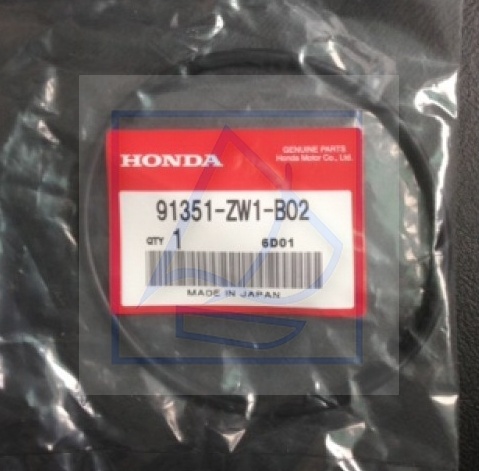 GENUINE PARTS
HONDA Honda Motor Co., Ltd.
91351-ZW1-B02
QTY 1 6D01
MADE IN JAPAN